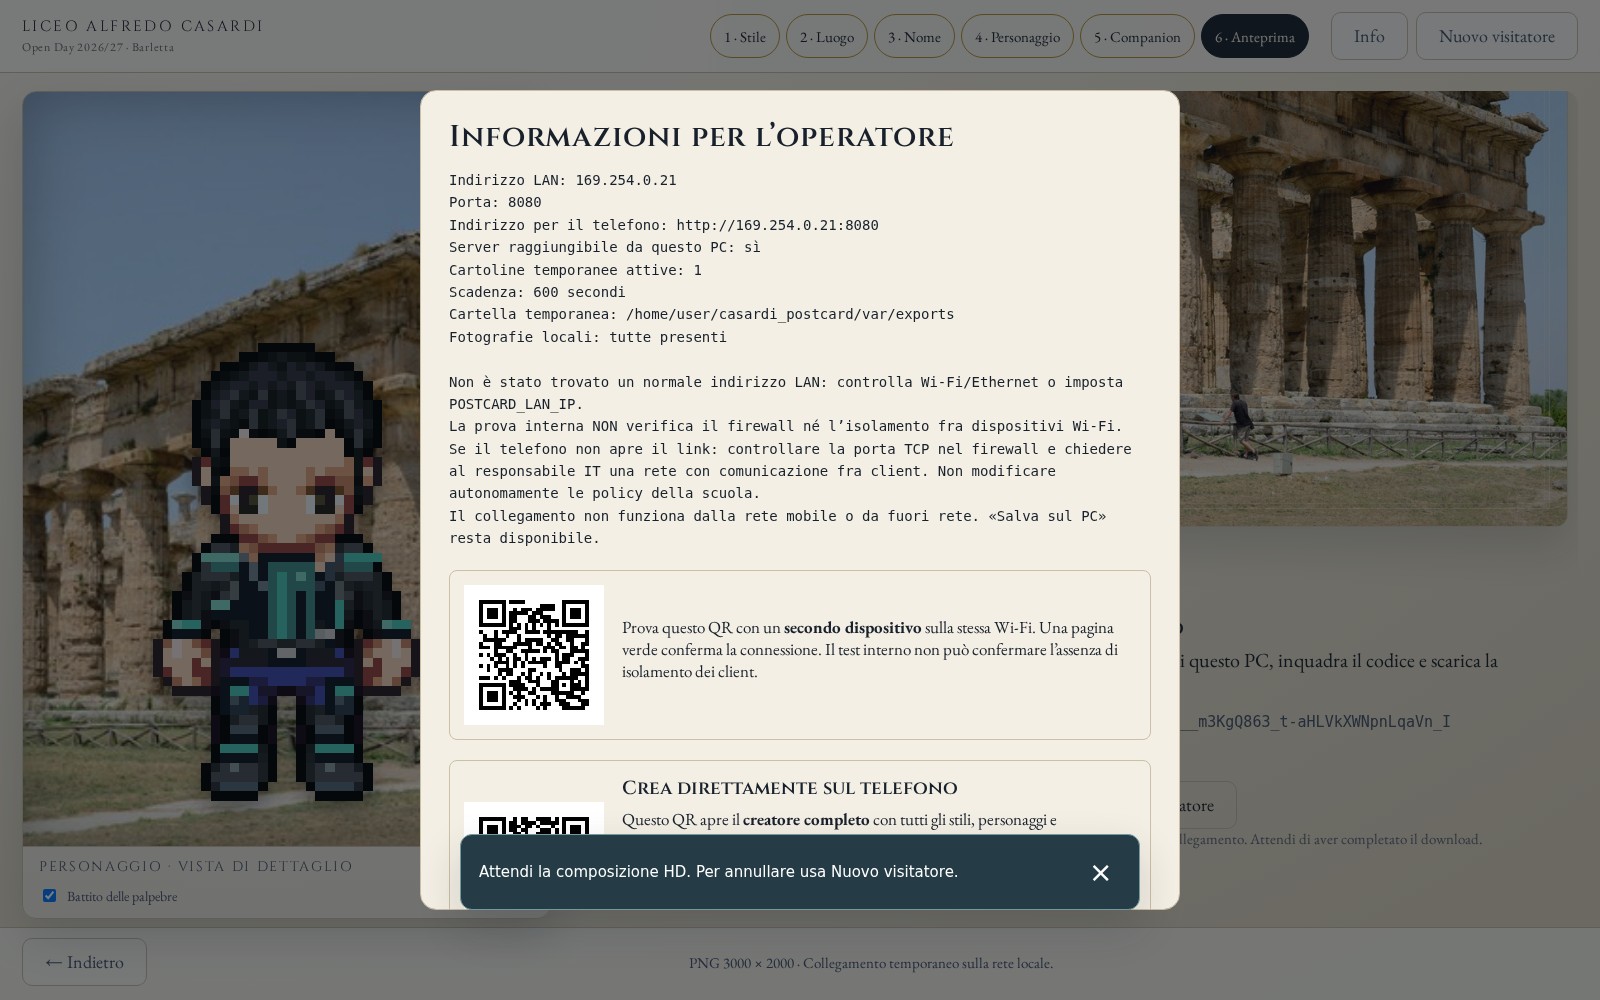 LICEO ALFREDO CASARDI
Open Day 2026/27 · Barletta
1 · Stile
2 · Luogo
3 · Nome
4 · Personaggio
5 · Companion
6 · Anteprima
Info
Nuovo visitatore
Informazioni per l’operatore
Indirizzo LAN: 169.254.0.21
Porta: 8080
Indirizzo per il telefono: http://169.254.0.21:8080
Server raggiungibile da questo PC: sì
Cartoline temporanee attive: 1
Scadenza: 600 secondi
Cartella temporanea: /home/user/casardi_postcard/var/exports
Fotografie locali: tutte presenti
Non è stato trovato un normale indirizzo LAN: controlla Wi-Fi/Ethernet o imposta
POSTCARD_LAN_IP.
La prova interna NON verifica il firewall né l’isolamento fra dispositivi Wi-Fi.
Se il telefono non apre il link: controllare la porta TCP nel firewall e chiedere
al responsabile IT una rete con comunicazione fra client. Non modificare
autonomamente le policy della scuola.
Il collegamento non funziona dalla rete mobile o da fuori rete. «Salva sul PC»
resta disponibile.
Prova questo QR con un secondo dispositivo sulla stessa Wi-Fi. Una pagina
verde conferma la connessione. Il test interno non può confermare l’assenza di
isolamento dei client.
Crea direttamente sul telefono
Questo QR apre il creatore completo con tutti gli stili, personaggi e
Attendi la composizione HD. Per annullare usa Nuovo visitatore.
i questo PC, inquadra il codice e scarica la
__m3KgQ863_t-aHLVkXWNpnLqaVn_I
atore
llegamento. Attendi di aver completato il download.
PERSONAGGIO · VISTA DI DETTAGLIO
Battito delle palpebre
← Indietro
PNG 3000 × 2000 · Collegamento temporaneo sulla rete locale.